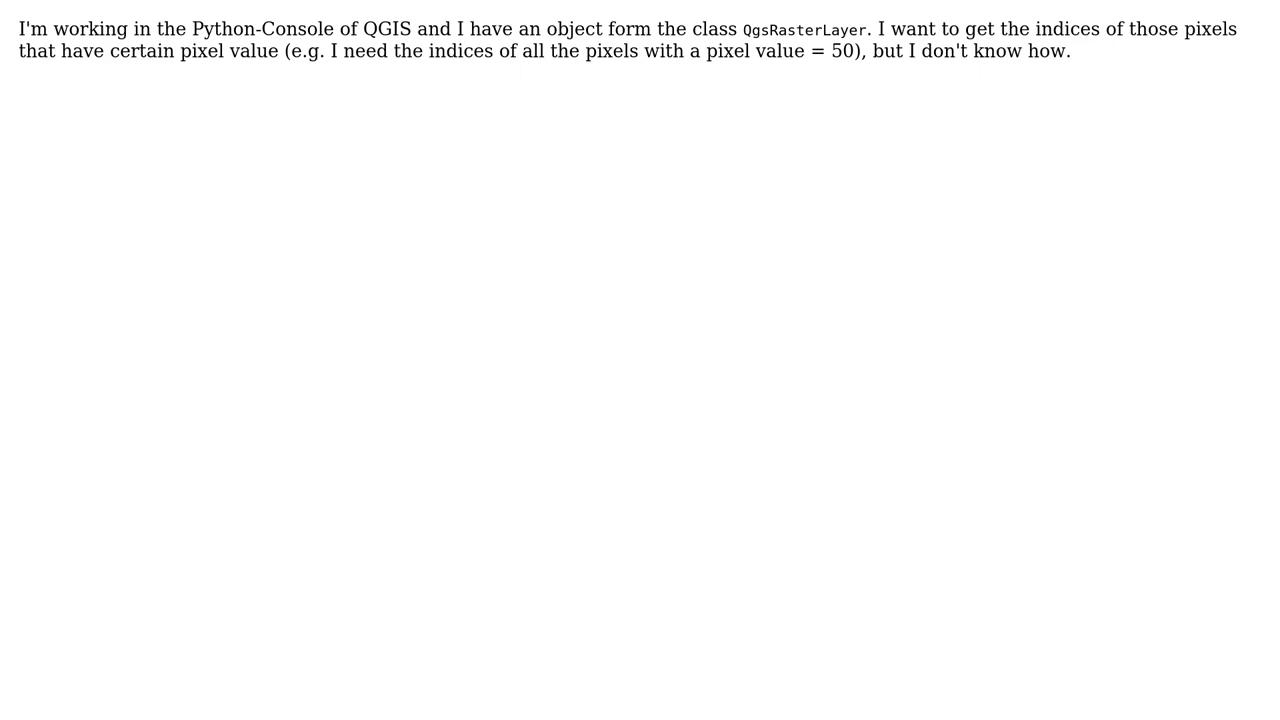 I'm working in the Python-Console of QGIS and I have an object form the class QgsRasterLayer. I want to get the indices of those pixels
that have certain pixel value (e.g. I need the indices of all the pixels with a pixel value = 50), but I don't know how.